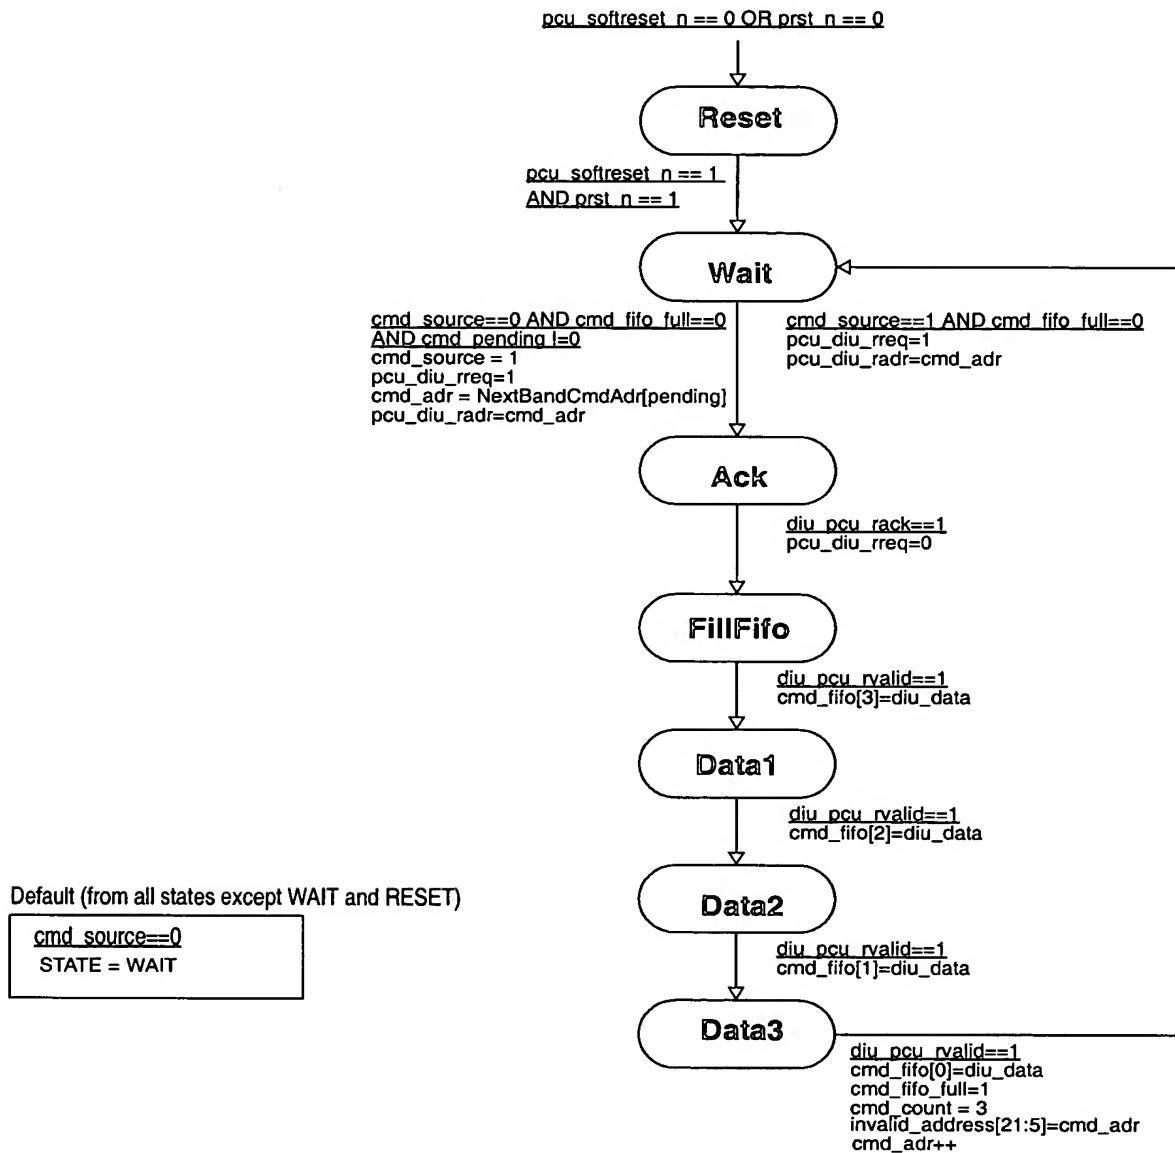 pcu_softreset_n == 0 OR prst_n == 0
Reset
pcu_softreset_n == 1
AND prst_n == 1
Wait
cmd_source==0 AND cmd_fifo_full==0
AND cmd_pending !=0
cmd_source = 1
pcu_diu_rreq=1
cmd_adr = NextBandCmdAdr[pending]
pcu_diu_radr=cmd_adr
cmd_source==1 AND cmd_fifo_full==0
pcu_diu_rreq=1
pcu_diu_radr=cmd_adr
Ack
diu_pcu_rack==1
pcu_diu_rreq=0
FillFifo
diu_pcu_rvalid==1
cmd_fifo[3]=diu_data
Data1
diu_pcu_rvalid==1
cmd_fifo[2]=diu_data
Data2
Default (from all states except WAIT and RESET)
cmd_source==0
STATE = WAIT
diu_pcu_rvalid==1
cmd_fifo[1]=diu_data
Data3
diu_pcu_rvalid==1
cmd_fifo[0]=diu_data
cmd_fifo_full=1
cmd_count = 3
invalid_address[21:5]=cmd_adr
cmd_adr++